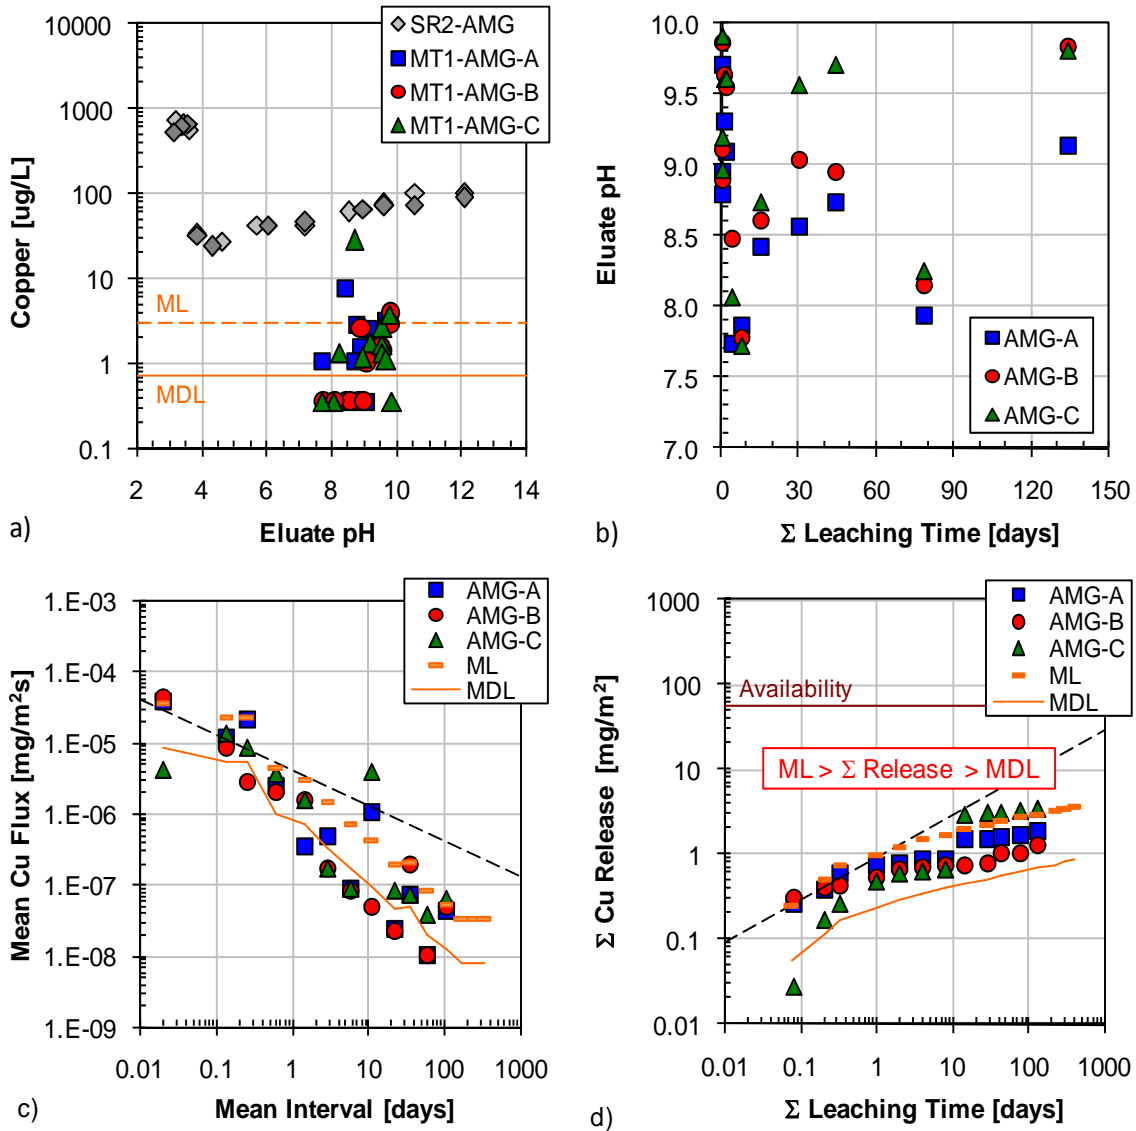 10000
1000
100
10
1
0.1
Copper [ug/L]
SR2-AMG
MT1-AMG-A
MT1-AMG-B
MT1-AMG-C
ML
MDL
2 4 6 8 10 12 14
Eluate pH
a)
10.0
9.5
9.0
8.5
8.0
7.5
7.0
Eluate pH
AMG-A
AMG-B
AMG-C
0 30 60 90 120 150
Σ Leaching Time [days]
b)
1.E-03
1.E-04
1.E-05
1.E-06
1.E-07
1.E-08
1.E-09
Mean Cu Flux [mg/m²s]
AMG-A
AMG-B
AMG-C
ML
MDL
0.01 0.1 1 10 100 1000
Mean Interval [days]
c)
1000
100
10
1
0.1
0.01
Σ Cu Release [mg/m²]
AMG-A
AMG-B
AMG-C
ML
MDL
Availability
ML > Σ Release > MDL
0.01 0.1 1 10 100 1000
Σ Leaching Time [days]
d)